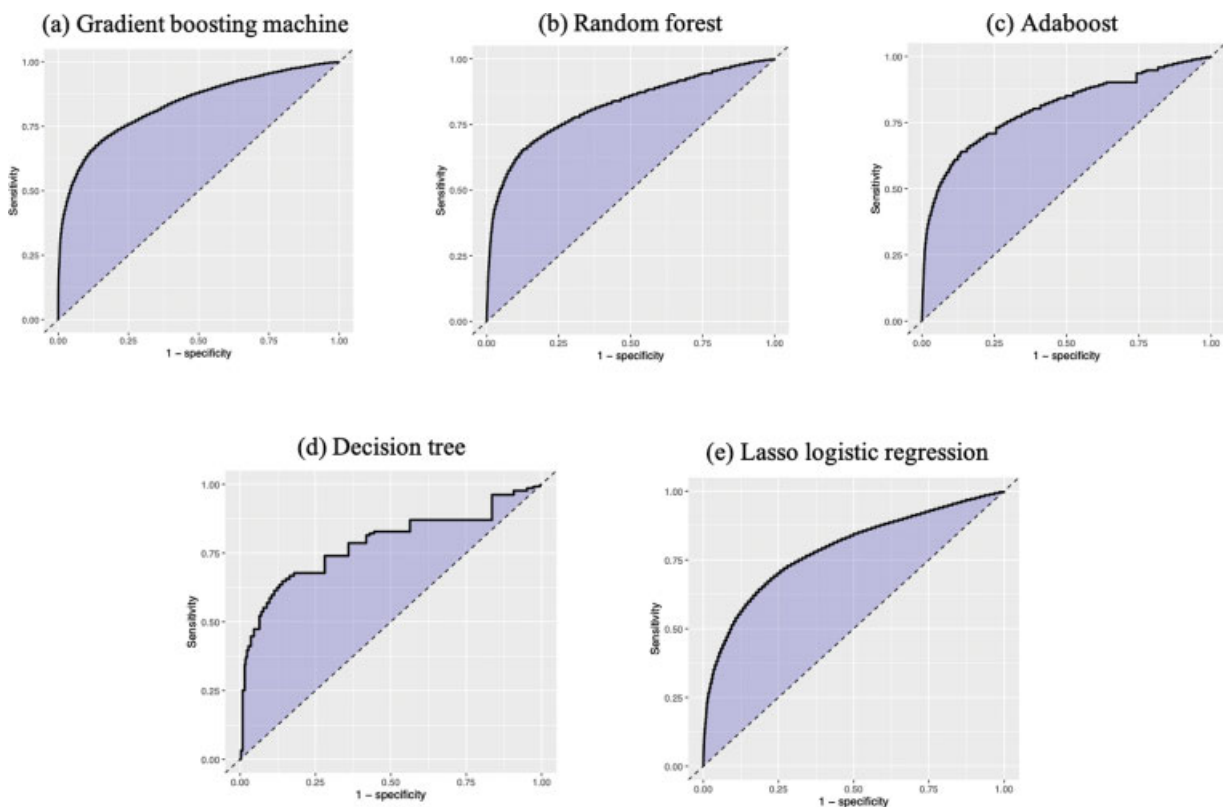 (a) Gradient boosting machine
1.00
0.75
0.50
0.25
0.00
Sensitivity
0.00 0.25 0.50 0.75 1.00
1 − specificity
(b) Random forest
1.00
0.75
0.50
0.25
0.00
Sensitivity
0.00 0.25 0.50 0.75 1.00
1 − specificity
(c) Adaboost
1.00
0.75
0.50
0.25
0.00
Sensitivity
0.00 0.25 0.50 0.75 1.00
1 − specificity
(d) Decision tree
1.00
0.75
0.50
0.25
0.00
Sensitivity
0.00 0.25 0.50 0.75 1.00
1 − specificity
(e) Lasso logistic regression
1.00
0.75
0.50
0.25
0.00
Sensitivity
0.00 0.25 0.50 0.75 1.00
1 − specificity